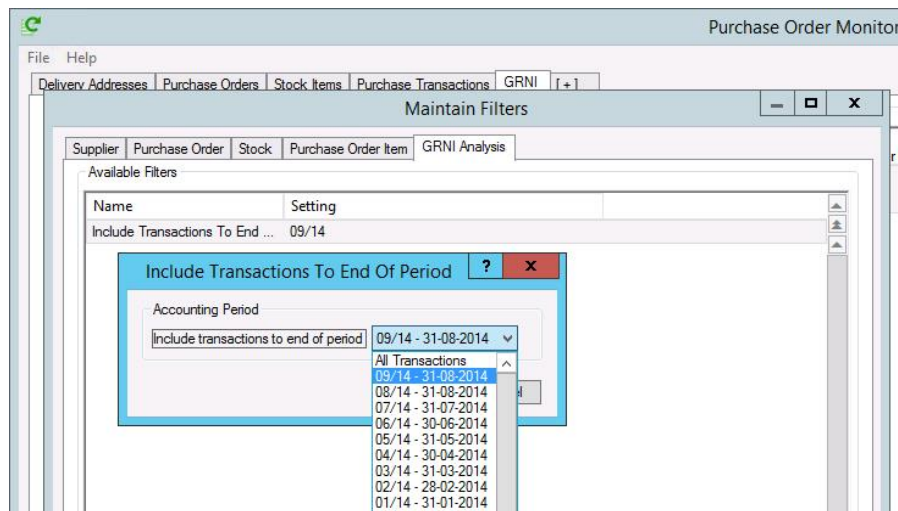 Purchase Order Monitor
File Help
Delivery Addresses Purchase Orders Stock Items Purchase Transactions GRNI [+]
Maintain Filters
Supplier Purchase Order Stock Purchase Order Item GRNI Analysis
Available Filters
Name Setting
Include Transactions To End ... 09/14
Include Transactions To End Of Period ? x
Accounting Period
Include transactions to end of period 09/14 - 31-08-2014
All Transactions
09/14 - 31-08-2014
08/14 - 31-08-2014
07/14 - 31-07-2014
06/14 - 30-06-2014
05/14 - 31-05-2014
04/14 - 30-04-2014
03/14 - 31-03-2014
02/14 - 28-02-2014
01/14 - 31-01-2014